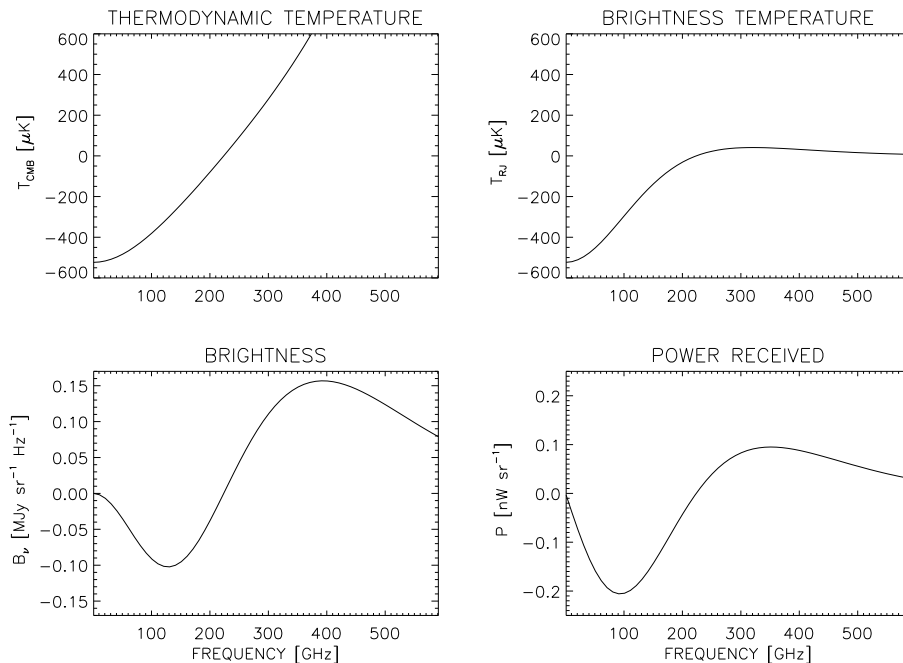 THERMODYNAMIC TEMPERATURE
600
400
200
0
−200
−400
−600
T_CMB [μK]
100 200 300 400 500
BRIGHTNESS TEMPERATURE
600
400
200
0
−200
−400
−600
T_RJ [μK]
100 200 300 400 500
BRIGHTNESS
0.15
0.10
0.05
0.00
−0.05
−0.10
−0.15
B_ν [MJy sr⁻¹ Hz⁻¹]
100 200 300 400 500
FREQUENCY [GHz]
POWER RECEIVED
0.2
0.1
0.0
−0.1
−0.2
P [nW sr⁻¹]
100 200 300 400 500
FREQUENCY [GHz]